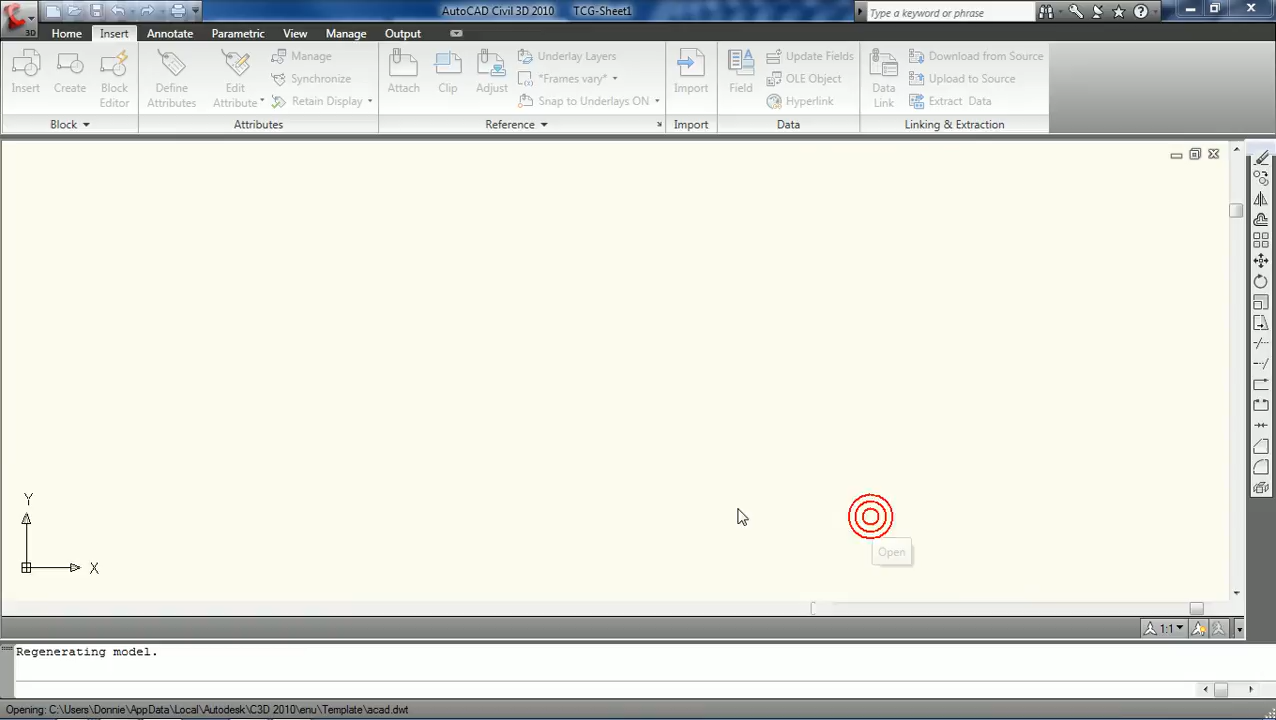 AutoCAD Civil 3D 2010 TCG-Sheet1
Type a keyword or phrase
3D
Home Insert Annotate Parametric View Manage Output
Insert
Create
Block Editor
Block
Define Attributes
Edit Attribute
Manage
Synchronize
Retain Display
Attributes
Attach
Clip
Adjust
Underlay Layers
*Frames vary*
Snap to Underlays ON
Reference
Import
Import
Field
Update Fields
OLE Object
Hyperlink
Data
Data Link
Download from Source
Upload to Source
Extract Data
Linking & Extraction
Open
Y
X
1:1
Regenerating model.
Opening: C:\Users\Donnie\AppData\Local\Autodesk\C3D 2010\enu\Template\acad.dwt